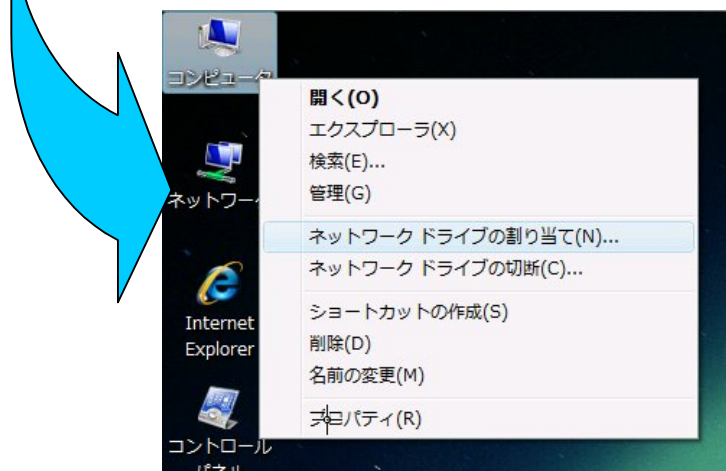 コンピュータ
開く(O)
エクスプローラ(X)
検索(E)...
管理(G)
ネットワーク
ネットワーク ドライブの割り当て(N)...
ネットワーク ドライブの切断(C)...
Internet
Explorer
ショートカットの作成(S)
削除(D)
名前の変更(M)
プロパティ(R)
コントロール
パネル